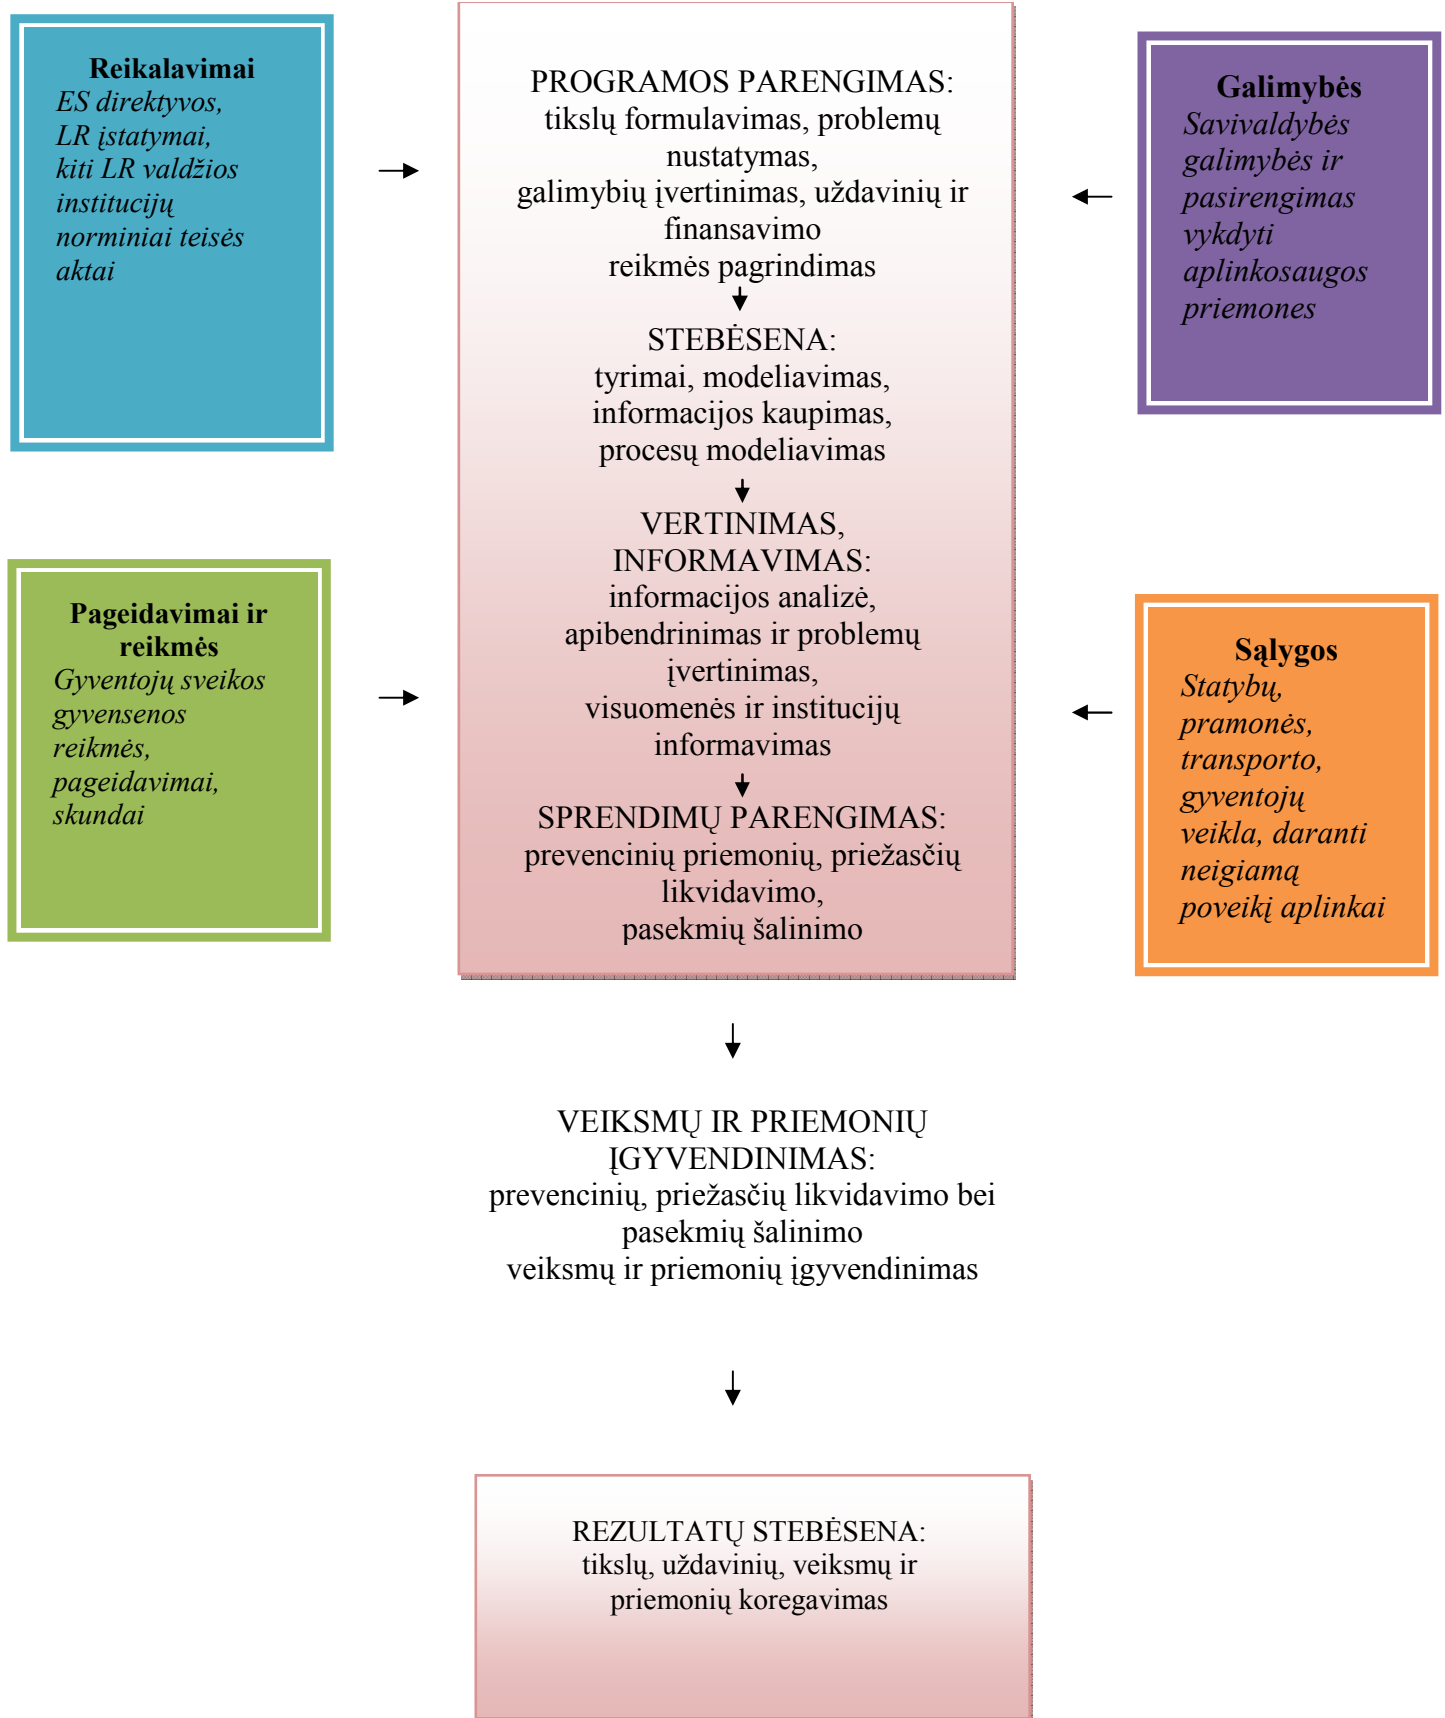 Reikalavimai
ES direktyvos,
LR įstatymai,
kiti LR valdžios
institucijų
norminiai teisės
aktai
Pageidavimai ir
reikmės
Gyventojų sveikos
gyvensenos
reikmės,
pageidavimai,
skundai
PROGRAMOS PARENGIMAS:
tikslų formulavimas, problemų
nustatymas,
galimybių įvertinimas, uždavinių ir
finansavimo
reikmės pagrindimas
STEBĖSENA:
tyrimai, modeliavimas,
informacijos kaupimas,
procesų modeliavimas
VERTINIMAS,
INFORMAVIMAS:
informacijos analizė,
apibendrinimas ir problemų
įvertinimas,
visuomenės ir institucijų
informavimas
SPRENDIMŲ PARENGIMAS:
prevencinių priemonių, priežasčių
likvidavimo,
pasekmių šalinimo
Galimybės
Savivaldybės
galimybės ir
pasirengimas
vykdyti
aplinkosaugos
priemones
Sąlygos
Statybų,
pramonės,
transporto,
gyventojų
veikla, daranti
neigiamą
poveikį aplinkai
VEIKSMŲ IR PRIEMONIŲ
ĮGYVENDINIMAS:
prevencinių, priežasčių likvidavimo bei
pasekmių šalinimo
veiksmų ir priemonių įgyvendinimas
REZULTATŲ STEBĖSENA:
tikslų, uždavinių, veiksmų ir
priemonių koregavimas